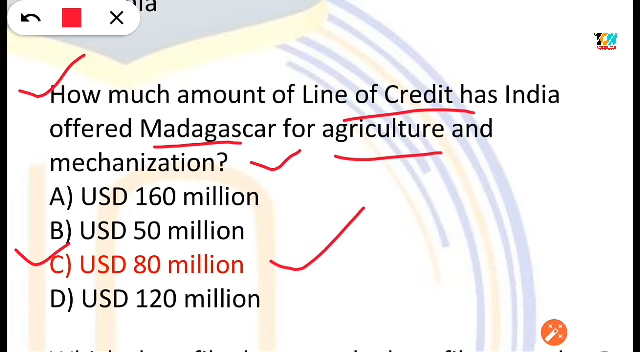 How much amount of Line of Credit has India
offered Madagascar for agriculture and
mechanization?
A) USD 160 million
B) USD 50 million
C) USD 80 million
D) USD 120 million